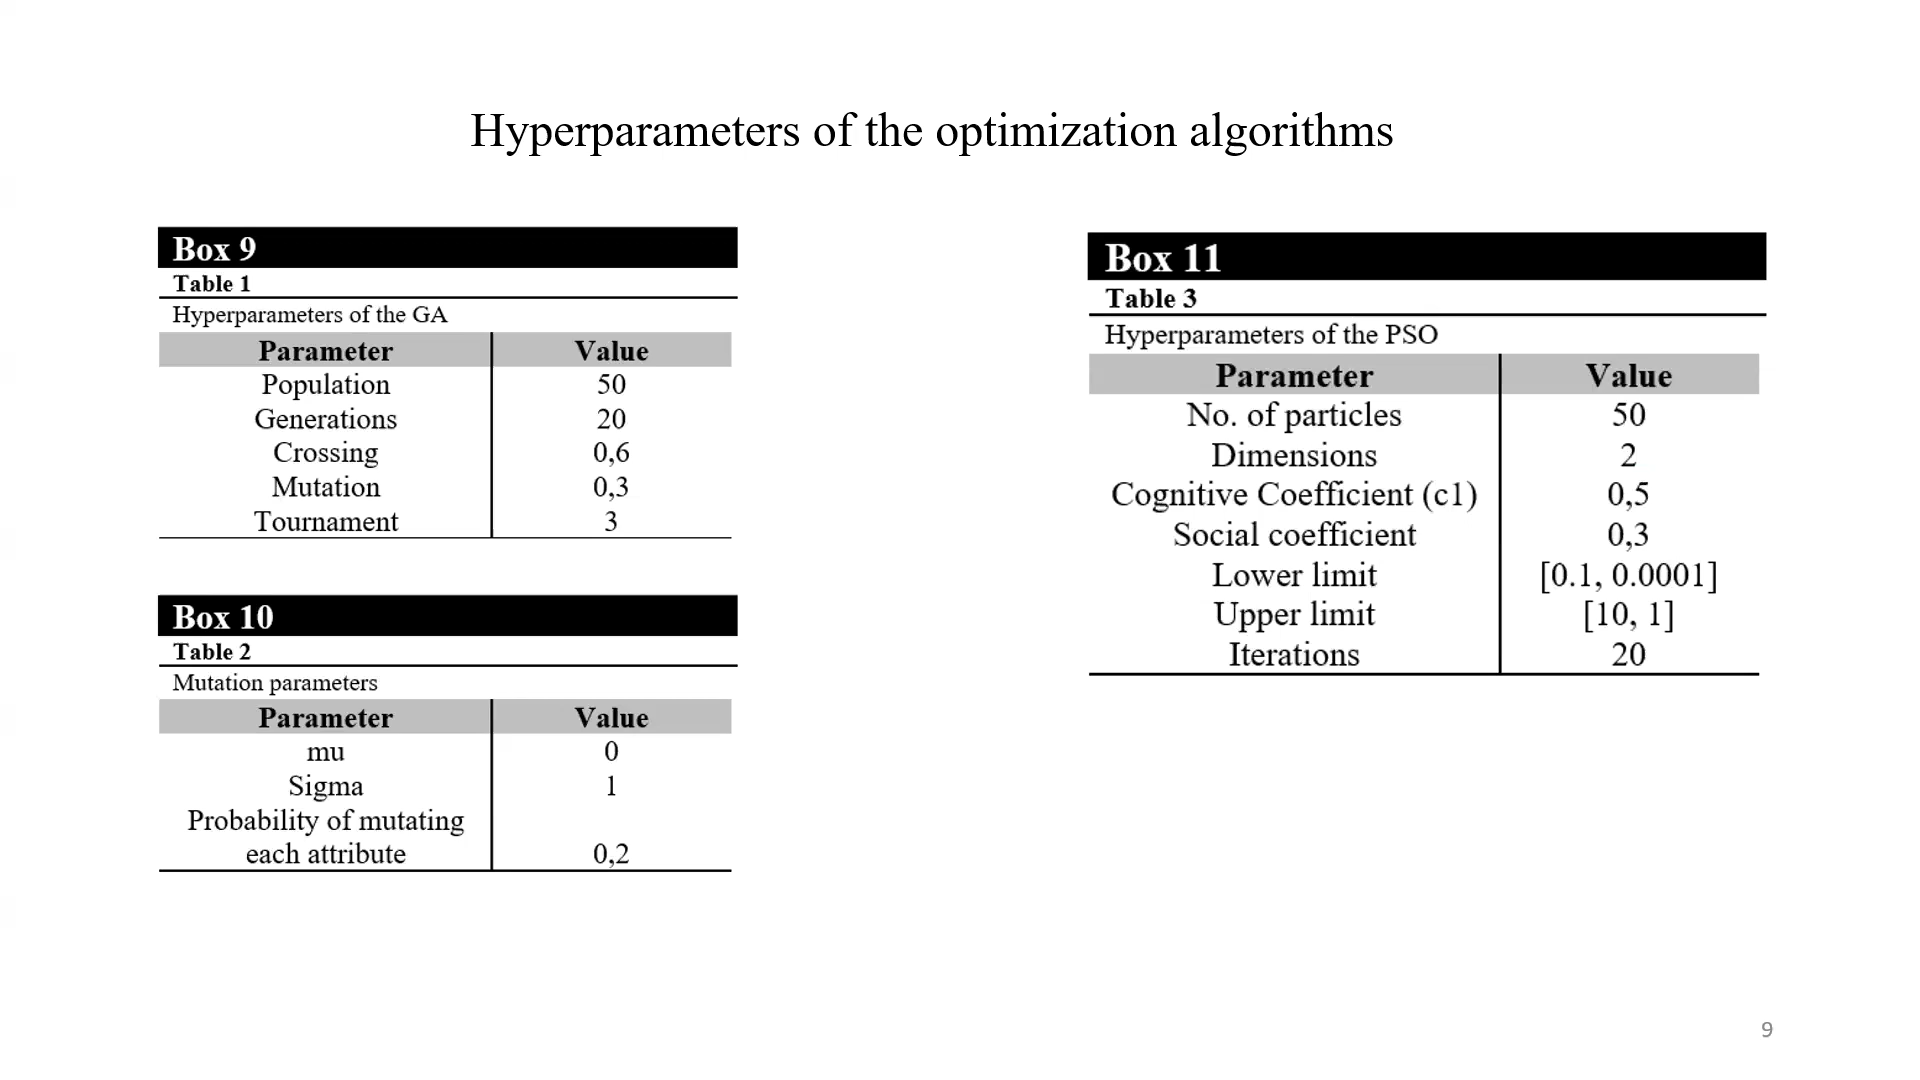 Hyperparameters of the optimization algorithms
Box 9
Table 1
Hyperparameters of the GA
Parameter Value
Population 50
Generations 20
Crossing 0,6
Mutation 0,3
Tournament 3
Box 10
Table 2
Mutation parameters
Parameter Value
mu 0
Sigma 1
Probability of mutating
each attribute 0,2
Box 11
Table 3
Hyperparameters of the PSO
Parameter Value
No. of particles 50
Dimensions 2
Cognitive Coefficient (c1) 0,5
Social coefficient 0,3
Lower limit [0.1, 0.0001]
Upper limit [10, 1]
Iterations 20
9